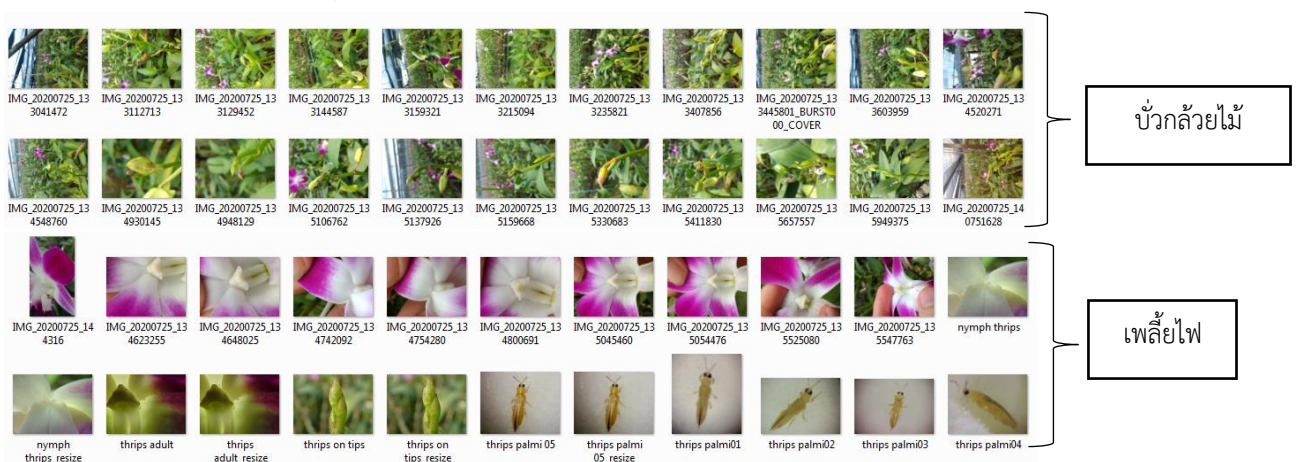 IMG_20200725_13 IMG_20200725_13 IMG_20200725_13 IMG_20200725_13 IMG_20200725_13 IMG_20200725_13 IMG_20200725_13 IMG_20200725_13 IMG_20200725_13 IMG_20200725_13 IMG_20200725_13
3041472 3112713 3129452 3144587 3159321 3215094 3235821 3407856 3445801_BURST0 3603959 4520271
00_COVER
บั่วกล้วยไม้
IMG_20200725_13 IMG_20200725_13 IMG_20200725_13 IMG_20200725_13 IMG_20200725_13 IMG_20200725_13 IMG_20200725_13 IMG_20200725_13 IMG_20200725_13 IMG_20200725_13 IMG_20200725_14
4548760 4930145 4948129 5106762 5137926 5159668 5330683 5411830 5657557 5949375 0751628
IMG_20200725_14 IMG_20200725_13 IMG_20200725_13 IMG_20200725_13 IMG_20200725_13 IMG_20200725_13 IMG_20200725_13 IMG_20200725_13 IMG_20200725_13 IMG_20200725_13 nymph thrips
4316 4623255 4648025 4742092 4754280 4800691 5045460 5054476 5525080 5547763
เพลี้ยไฟ
nymph thrips adult thrips thrips on tips thrips on thrips palmi 05 thrips palmi thrips palmi01 thrips palmi02 thrips palmi03 thrips palmi04
thrips_resize adult_resize tips_resize 05_resize